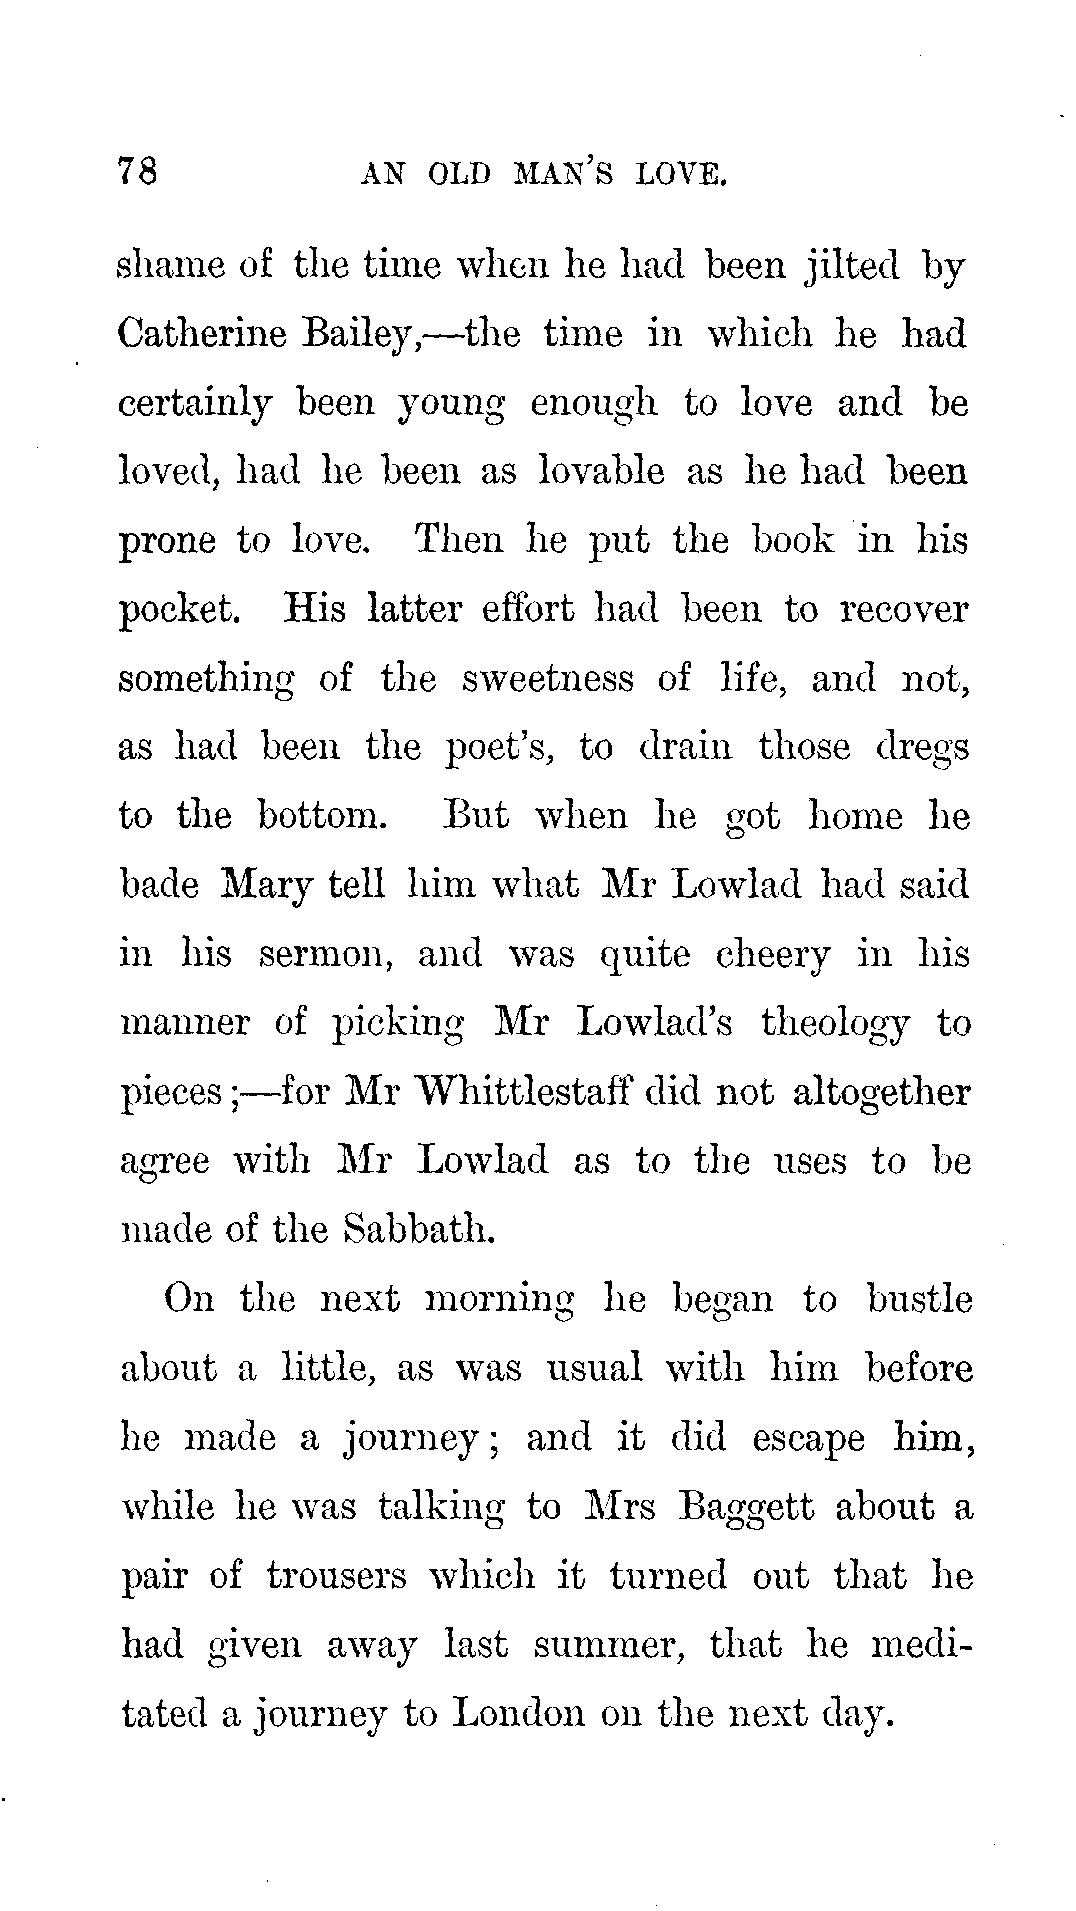 78 AN OLD MAN'S LOVE.
shame of the time when he had been jilted by
Catherine Bailey,—the time in which he had
certainly been young enough to love and be
loved, had he been as lovable as he had been
prone to love. Then he put the book in his
pocket. His latter effort had been to recover
something of the sweetness of life, and not,
as had been the poet's, to drain those dregs
to the bottom. But when he got home he
bade Mary tell him what Mr Lowlad had said
in his sermon, and was quite cheery in his
manner of picking Mr Lowlad's theology to
pieces;—for Mr Whittlestaff did not altogether
agree with Mr Lowlad as to the uses to be
made of the Sabbath.
On the next morning he began to bustle
about a little, as was usual with him before
he made a journey; and it did escape him,
while he was talking to Mrs Baggett about a
pair of trousers which it turned out that he
had given away last summer, that he medi-
tated a journey to London on the next day.